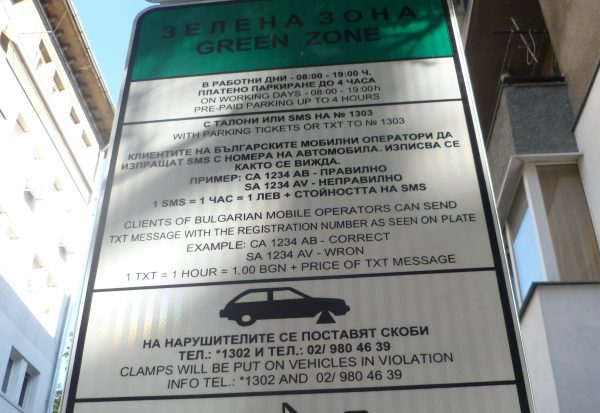 ЗЕЛЕНА ЗОНА
GREEN ZONE
В РАБОТНИ ДНИ - 08:00 - 19:00 Ч.
ПЛАТЕНО ПАРКИРАНЕ ДО 4 ЧАСА
ON WORKING DAYS - 08:00 - 19:00 h
PRE-PAID PARKING UP TO 4 HOURS
С ТАЛОНИ ИЛИ SMS НА № 1303
WITH PARKING TICKETS OR TXT TO № 1303
КЛИЕНТИТЕ НА БЪЛГАРСКИТЕ МОБИЛНИ ОПЕРАТОРИ ДА
ИЗПРАЩАТ SMS С НОМЕРА НА АВТОМОБИЛА. ИЗПИСВА СЕ
КАКТО СЕ ВИЖДА.
ПРИМЕР: CA 1234 AB - ПРАВИЛНО
SA 1234 AV - НЕПРАВИЛНО
1 SMS = 1 ЧАС = 1 ЛЕВ + СТОЙНОСТТА НА SMS
CLIENTS OF BULGARIAN MOBILE OPERATORS CAN SEND
TXT MESSAGE WITH THE REGISTRATION NUMBER AS SEEN ON PLATE
EXAMPLE: CA 1234 AB - CORRECT
SA 1234 AV - WRON
1 TXT = 1 HOUR = 1.00 BGN + PRICE OF TXT MESSAGE
НА НАРУШИТЕЛИТЕ СЕ ПОСТАВЯТ СКОБИ
ТЕЛ.: *1302 И ТЕЛ.: 02/ 980 46 39
CLAMPS WILL BE PUT ON VEHICLES IN VIOLATION
INFO TEL.: *1302 AND 02/ 980 46 39